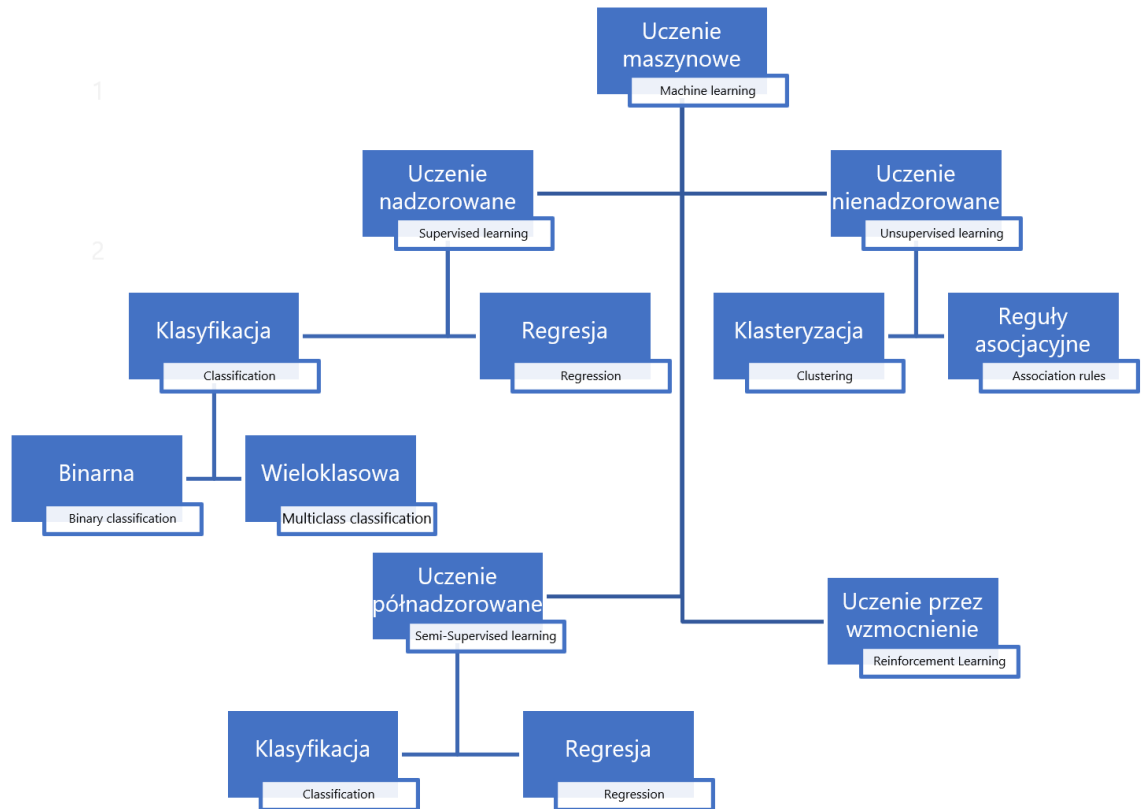 Uczenie
maszynowe
Machine learning
1
Uczenie
nadzorowane
Supervised learning
Uczenie
nienadzorowane
Unsupervised learning
2
Klasyfikacja
Classification
Regresja
Regression
Klasteryzacja
Clustering
Reguły
asocjacyjne
Association rules
Binarna
Binary classification
Wieloklasowa
Multiclass classification
Uczenie
półnadzorowane
Semi-Supervised learning
Uczenie przez
wzmocnienie
Reinforcement Learning
Klasyfikacja
Classification
Regresja
Regression